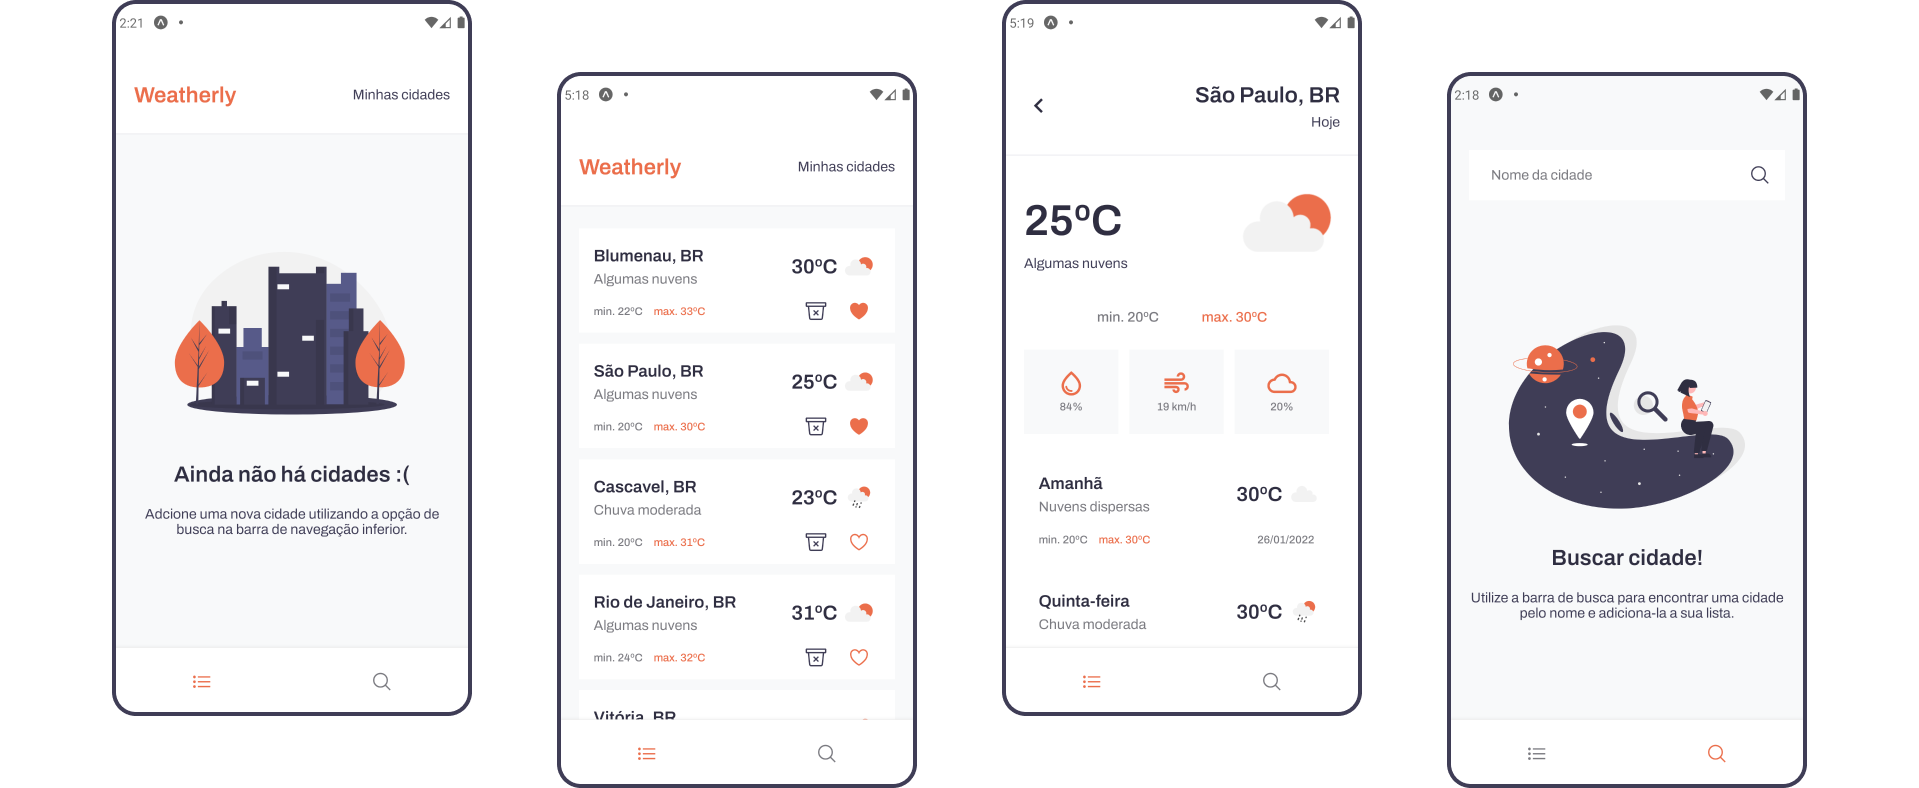 2:21
Weatherly
Minhas cidades
Ainda não há cidades :(
Adcione uma nova cidade utilizando a opção de
busca na barra de navegação inferior.
5:18
Weatherly
Minhas cidades
Blumenau, BR
Algumas nuvens
30ºC
min. 22ºC max. 33ºC
São Paulo, BR
Algumas nuvens
25ºC
min. 20ºC max. 30ºC
Cascavel, BR
Chuva moderada
23ºC
min. 20ºC max. 31ºC
Rio de Janeiro, BR
Algumas nuvens
31ºC
min. 24ºC max. 32ºC
Vitória, BR
5:19
São Paulo, BR
Hoje
25ºC
Algumas nuvens
min. 20ºC max. 30ºC
84% 19 km/h 20%
Amanhã
Nuvens dispersas
30ºC
min. 20ºC max. 30ºC 26/01/2022
Quinta-feira
Chuva moderada
30ºC
2:18
Nome da cidade
Buscar cidade!
Utilize a barra de busca para encontrar uma cidade
pelo nome e adiciona-la a sua lista.